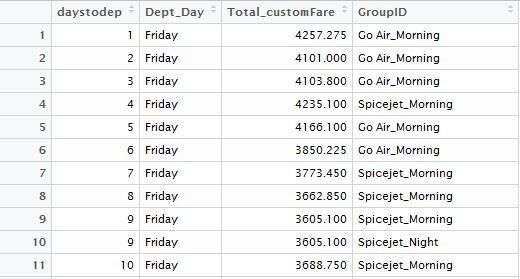 daystodep Dept_Day Total_customFare GroupID
1 1 Friday 4257.275 Go Air_Morning
2 2 Friday 4101.000 Go Air_Morning
3 3 Friday 4103.800 Go Air_Morning
4 4 Friday 4235.100 Spicejet_Morning
5 5 Friday 4166.100 Go Air_Morning
6 6 Friday 3850.225 Go Air_Morning
7 7 Friday 3773.450 Spicejet_Morning
8 8 Friday 3662.850 Spicejet_Morning
9 9 Friday 3605.100 Spicejet_Morning
10 9 Friday 3605.100 Spicejet_Night
11 10 Friday 3688.750 Spicejet_Morning